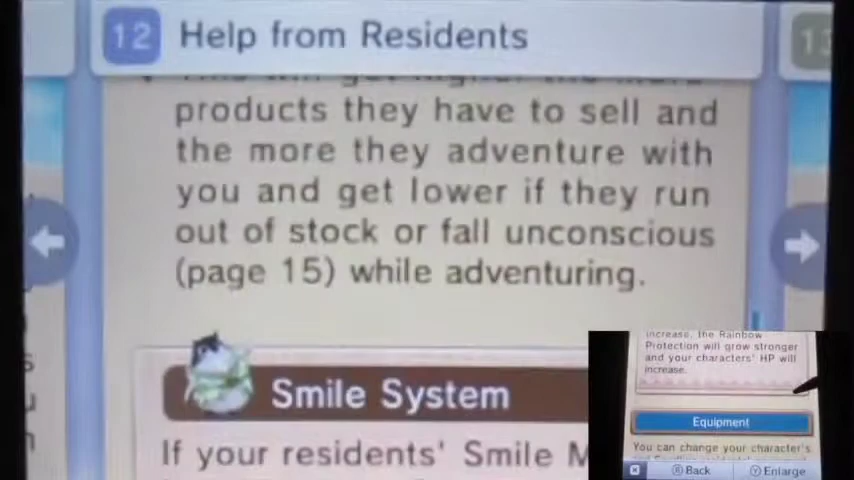 12 Help from Residents
products they have to sell and
the more they adventure with
you and get lower if they run
out of stock or fall unconscious
(page 15) while adventuring.
Smile System
If your residents' Smile
increase, the Rainbow
Protection will grow stronger
and your characters' HP will
increase.
Equipment
You can change your character's
Back
Enlarge